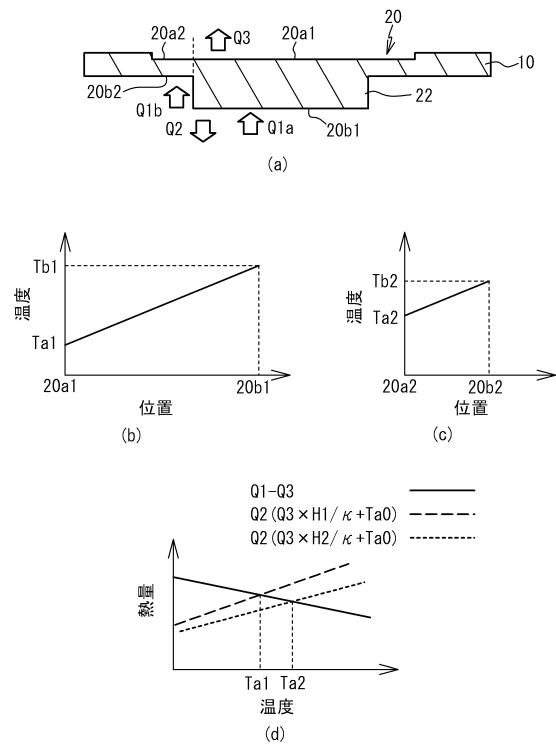 20
20a2 Q3 20a1
10
20b2 Q1b 22
Q2 Q1a 20b1
(a)
Tb1
温度
Ta1
20a1 20b1
位置
(b)
Tb2
温度
Ta2
20a2 20b2
位置
(c)
Q1-Q3
Q2(Q3×H1/κ+Ta0)
Q2(Q3×H2/κ+Ta0)
熱量
Ta1 Ta2
温度
(d)